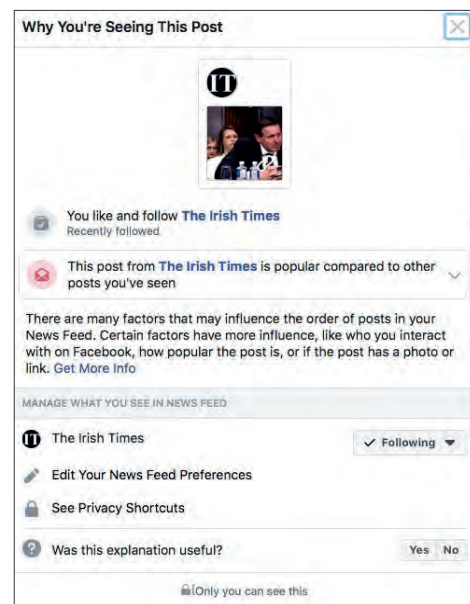 Why You're Seeing This Post
IT
You like and follow The Irish Times
Recently followed
This post from The Irish Times is popular compared to other
posts you've seen
There are many factors that may influence the order of posts in your
News Feed. Certain factors have more influence, like who you interact
with on Facebook, how popular the post is, or if the post has a photo or
link. Get More Info
MANAGE WHAT YOU SEE IN NEWS FEED
IT The Irish Times Following
Edit Your News Feed Preferences
See Privacy Shortcuts
Was this explanation useful? Yes No
Only you can see this